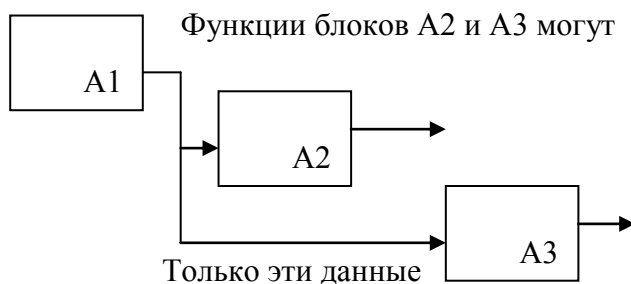 Функции блоков А2 и А3 могут
А1
А2
А3
Только эти данные